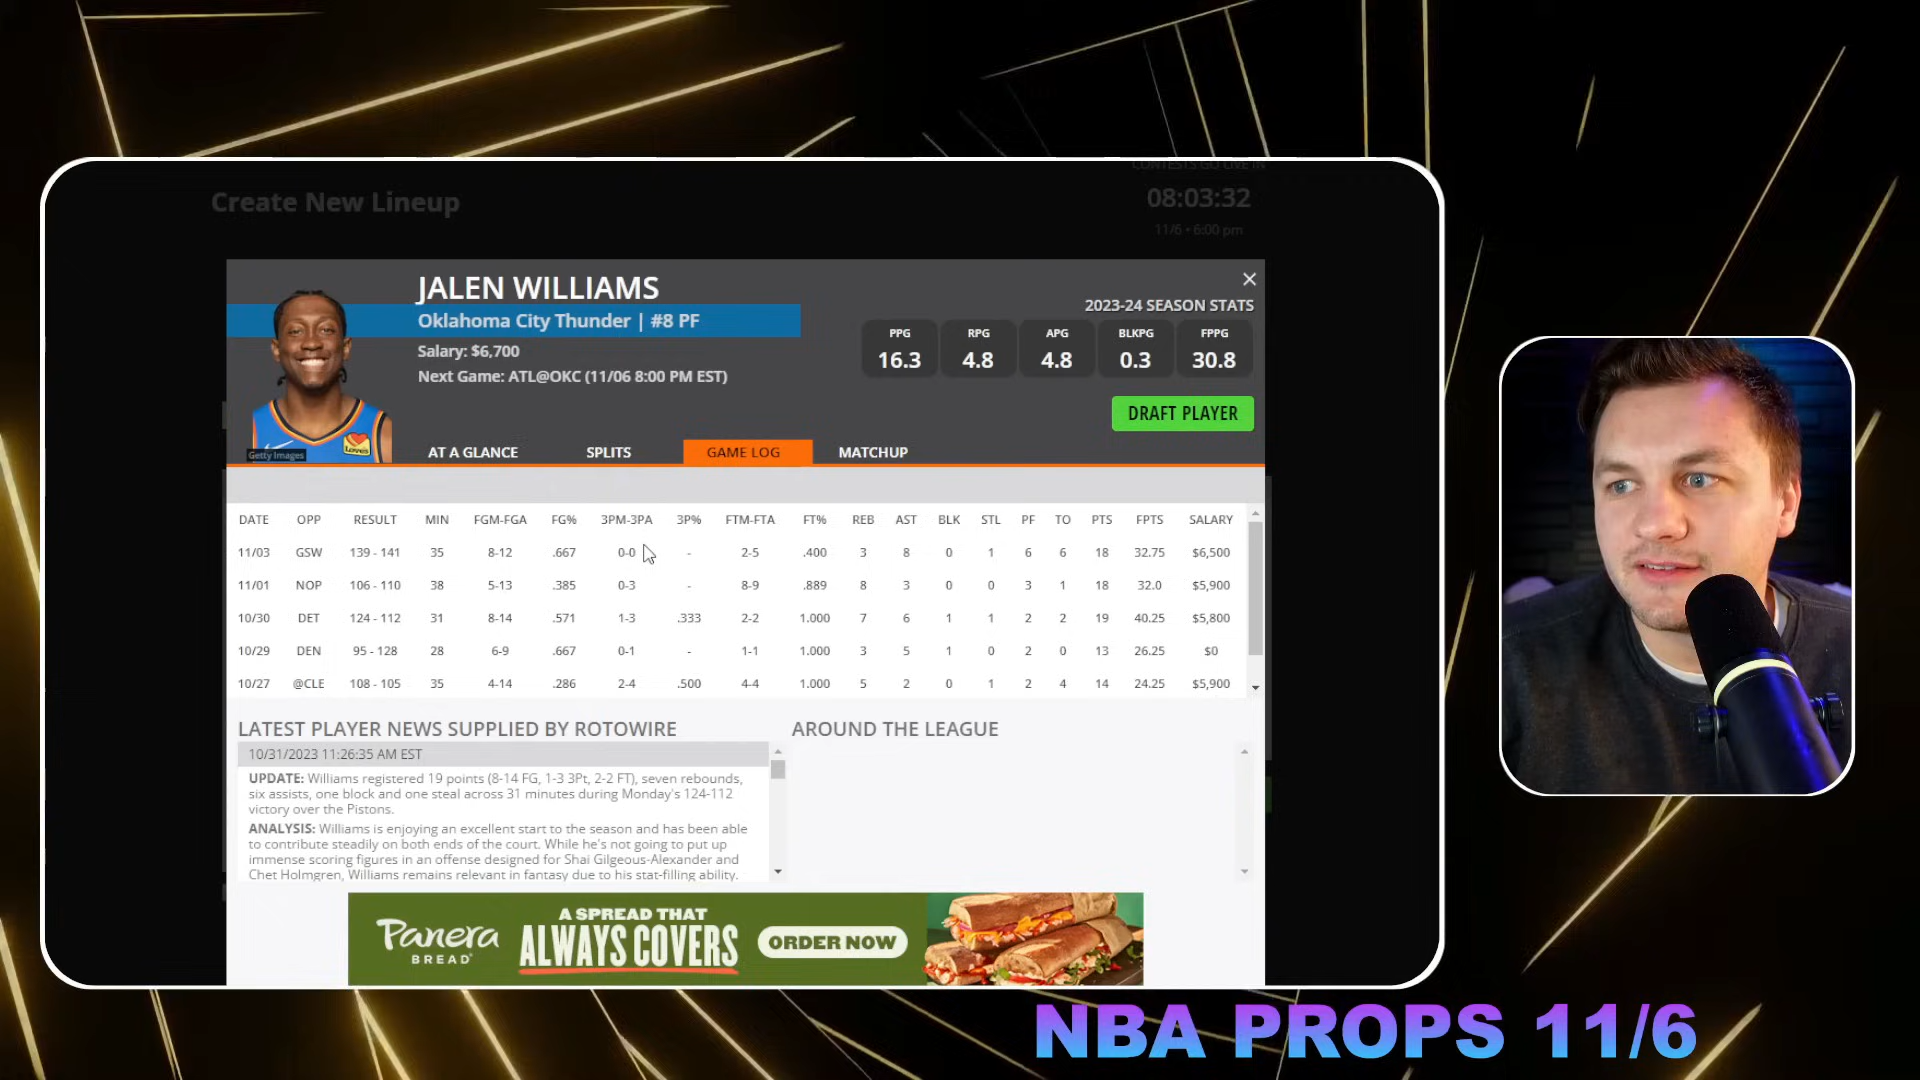 CONTESTS GO LIVE IN
Create New Lineup
08:03:32
11/6 • 6:00 pm
JALEN WILLIAMS
Oklahoma City Thunder | #8 PF
Salary: $6,700
Next Game: ATL@OKC (11/06 8:00 PM EST)
2023-24 SEASON STATS
PPG RPG APG BLKPG FPPG
16.3 4.8 4.8 0.3 30.8
DRAFT PLAYER
Getty Images
Love's
AT A GLANCE SPLITS GAME LOG MATCHUP
DATE OPP RESULT MIN FGM-FGA FG% 3PM-3PA 3P% FTM-FTA FT% REB AST BLK STL PF TO PTS FPTS SALARY
11/03 GSW 139 - 141 35 8-12 .667 0-0 - 2-5 .400 3 8 0 1 6 6 18 32.75 $6,500
11/01 NOP 106 - 110 38 5-13 .385 0-3 - 8-9 .889 8 3 0 0 3 1 18 32.0 $5,900
10/30 DET 124 - 112 31 8-14 .571 1-3 .333 2-2 1.000 7 6 1 1 2 2 19 40.25 $5,800
10/29 DEN 95 - 128 28 6-9 .667 0-1 - 1-1 1.000 3 5 1 0 2 0 13 26.25 $0
10/27 @CLE 108 - 105 35 4-14 .286 2-4 .500 4-4 1.000 5 2 0 1 2 4 14 24.25 $5,900
LATEST PLAYER NEWS SUPPLIED BY ROTOWIRE
10/31/2023 11:26:35 AM EST
UPDATE: Williams registered 19 points (8-14 FG, 1-3 3Pt, 2-2 FT), seven rebounds,
six assists, one block and one steal across 31 minutes during Monday's 124-112
victory over the Pistons.
ANALYSIS: Williams is enjoying an excellent start to the season and has been able
to contribute steadily on both ends of the court. While he's not going to put up
immense scoring figures in an offense designed for Shai Gilgeous-Alexander and
Chet Holmgren, Williams remains relevant in fantasy due to his stat-filling ability.
AROUND THE LEAGUE
Panera
BREAD
A SPREAD THAT
ALWAYS COVERS
ORDER NOW
NBA PROPS 11/6